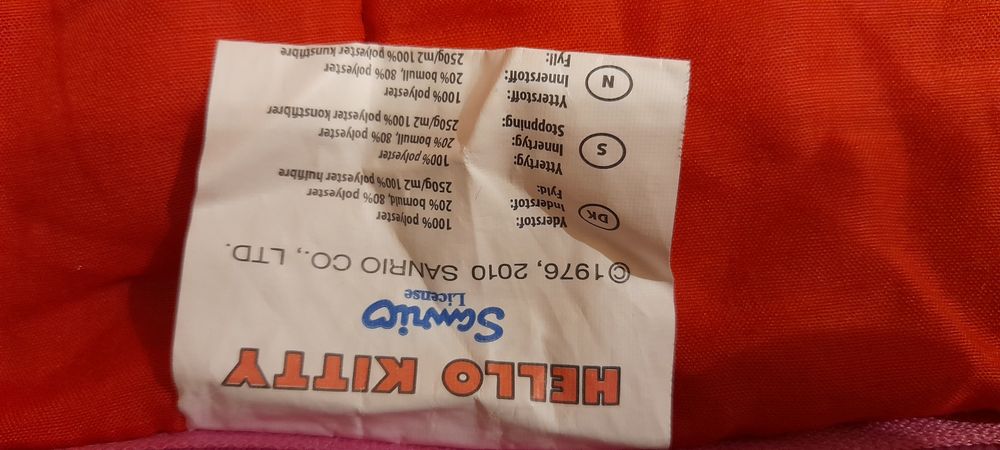 HELLO KITTY
Sanrio
License
©1976, 2010 SANRIO CO., LTD.
DK Yderstof: 100% polyester
Inderstof: 20% bomuld, 80% polyester
Fyld: 250g/m2 100% polyester hulfibre
S Yttertyg: 100% polyester
Innertyg: 20% bomull, 80% polyester
Stoppning: 250g/m2 100% polyester konstfibrer
N Ytterstoff: 100% polyester
Innerstoff: 20% bomull, 80% polyester
Fyll: 250g/m2 100% polyester kunstfibre